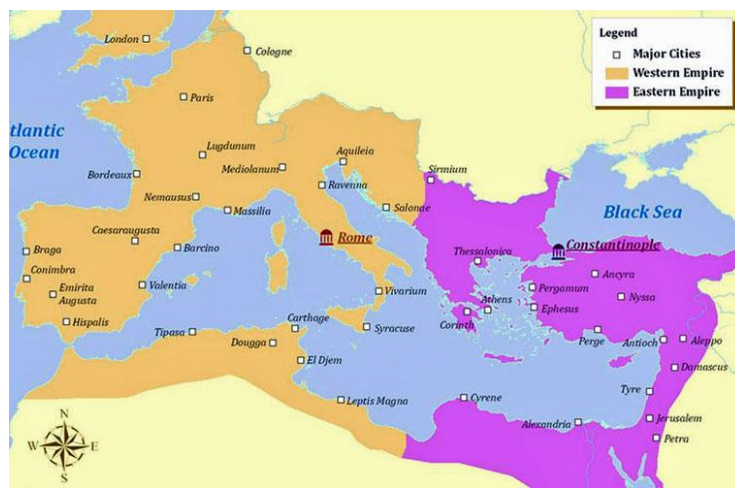 Legend
Major Cities
Western Empire
Eastern Empire
London
Cologne
Paris
tlantic
Ocean
Lugdunum
Aquileia
Mediolanum
Bordeaux
Sirmium
Ravenna
Nemausus
Massilia
Salonae
Black Sea
Caesaraugusta
Rome
Constantinople
Braga
Barcino
Thessalonica
Ancyra
Conimbra
Valentia
Vivarium
Pergamum
Nyssa
Emirita
Augusta
Athens
Ephesus
Hispalis
Carthage
Syracuse
Corinth
Tipasa
Dougga
Perge
Antioch
Aleppo
El Djem
Damascus
Tyre
Leptis Magna
Cyrene
Jerusalem
Alexandria
Petra
N
W
E
S